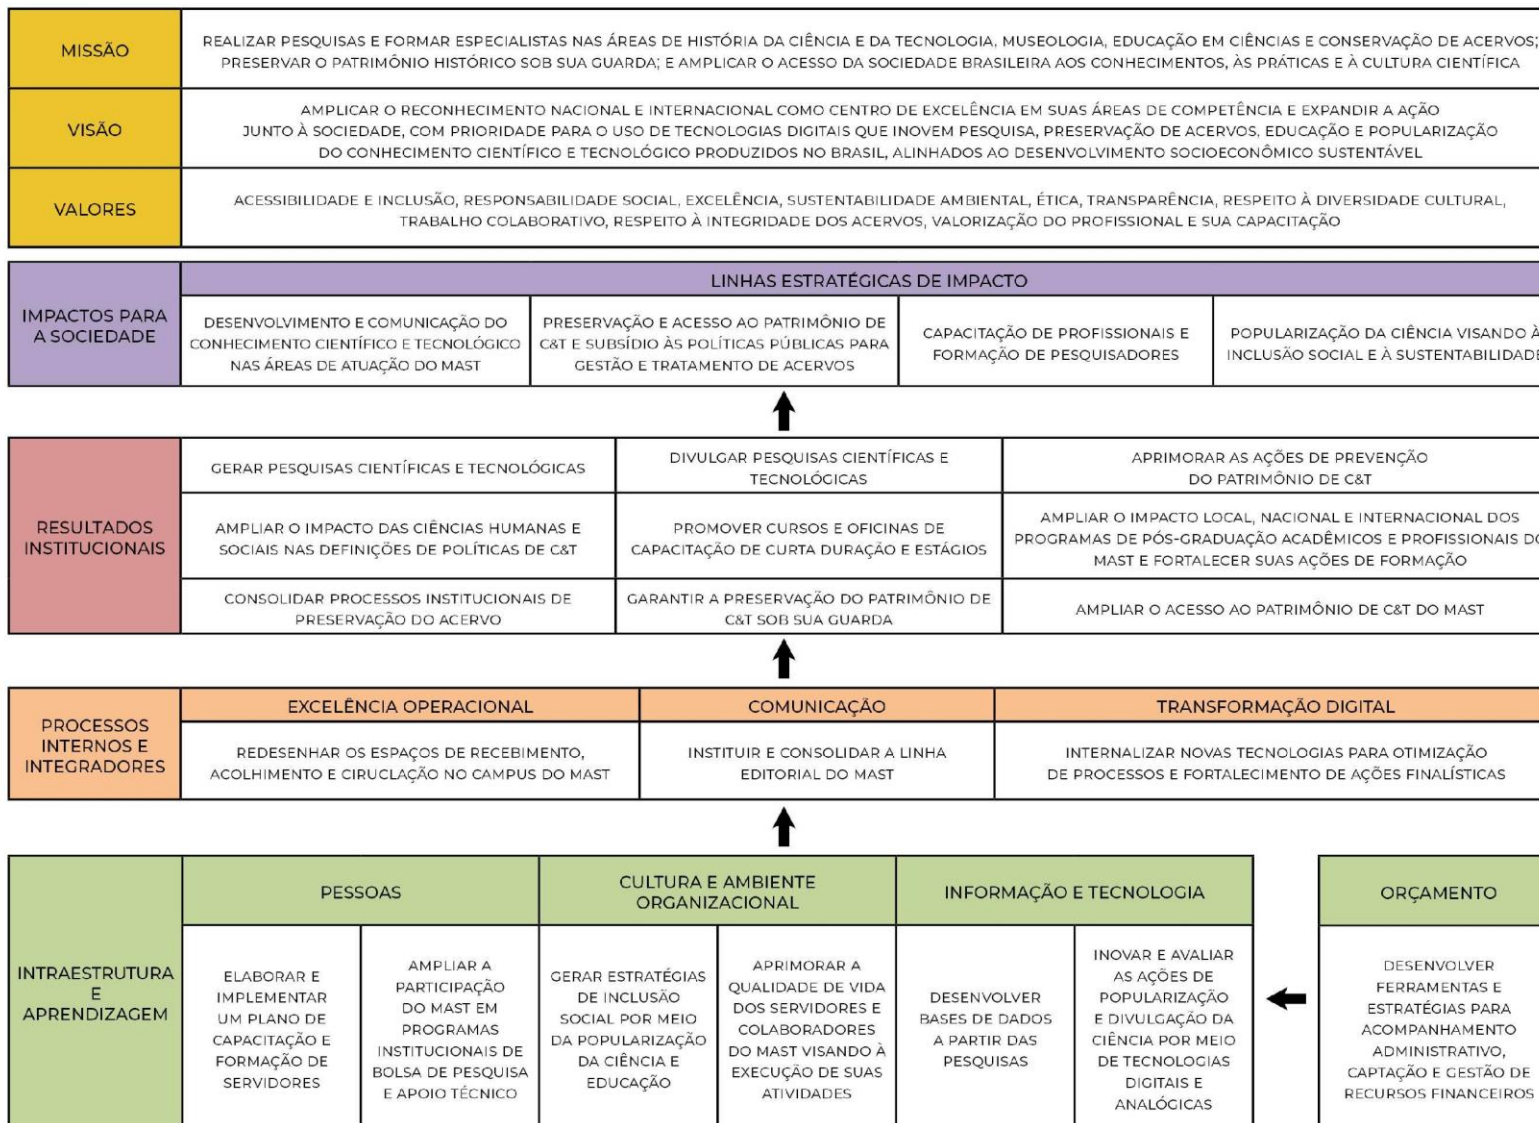 MISSÃO
REALIZAR PESQUISAS E FORMAR ESPECIALISTAS NAS ÁREAS DE HISTÓRIA DA CIÊNCIA E DA TECNOLOGIA, MUSEOLOGIA, EDUCAÇÃO EM CIÊNCIAS E CONSERVAÇÃO DE ACERVOS;
PRESERVAR O PATRIMÔNIO HISTÓRICO SOB SUA GUARDA; E AMPLICAR O ACESSO DA SOCIEDADE BRASILEIRA AOS CONHECIMENTOS, ÀS PRÁTICAS E À CULTURA CIENTÍFICA
VISÃO
AMPLICAR O RECONHECIMENTO NACIONAL E INTERNACIONAL COMO CENTRO DE EXCELÊNCIA EM SUAS ÁREAS DE COMPETÊNCIA E EXPANDIR A AÇÃO
JUNTO À SOCIEDADE, COM PRIORIDADE PARA O USO DE TECNOLOGIAS DIGITAIS QUE INOVEM PESQUISA, PRESERVAÇÃO DE ACERVOS, EDUCAÇÃO E POPULARIZAÇÃO
DO CONHECIMENTO CIENTÍFICO E TECNOLÓGICO PRODUZIDOS NO BRASIL, ALINHADOS AO DESENVOLVIMENTO SOCIOECONÔMICO SUSTENTÁVEL
VALORES
ACESSIBILIDADE E INCLUSÃO, RESPONSABILIDADE SOCIAL, EXCELÊNCIA, SUSTENTABILIDADE AMBIENTAL, ÉTICA, TRANSPARÊNCIA, RESPEITO À DIVERSIDADE CULTURAL,
TRABALHO COLABORATIVO, RESPEITO À INTEGRIDADE DOS ACERVOS, VALORIZAÇÃO DO PROFISSIONAL E SUA CAPACITAÇÃO
IMPACTOS PARA
A SOCIEDADE
LINHAS ESTRATÉGICAS DE IMPACTO
DESENVOLVIMENTO E COMUNICAÇÃO DO
CONHECIMENTO CIENTÍFICO E TECNOLÓGICO
NAS ÁREAS DE ATUAÇÃO DO MAST
PRESERVAÇÃO E ACESSO AO PATRIMÔNIO DE
C&T E SUBSÍDIO ÀS POLÍTICAS PÚBLICAS PARA
GESTÃO E TRATAMENTO DE ACERVOS
CAPACITAÇÃO DE PROFISSIONAIS E
FORMAÇÃO DE PESQUISADORES
POPULARIZAÇÃO DA CIÊNCIA VISANDO À
INCLUSÃO SOCIAL E À SUSTENTABILIDADE
RESULTADOS
INSTITUCIONAIS
GERAR PESQUISAS CIENTÍFICAS E TECNOLÓGICAS
DIVULGAR PESQUISAS CIENTÍFICAS E
TECNOLÓGICAS
APRIMORAR AS AÇÕES DE PREVENÇÃO
DO PATRIMÔNIO DE C&T
AMPLIAR O IMPACTO DAS CIÊNCIAS HUMANAS E
SOCIAIS NAS DEFINIÇÕES DE POLÍTICAS DE C&T
PROMOVER CURSOS E OFICINAS DE
CAPACITAÇÃO DE CURTA DURAÇÃO E ESTÁGIOS
AMPLIAR O IMPACTO LOCAL, NACIONAL E INTERNACIONAL DOS
PROGRAMAS DE PÓS-GRADUAÇÃO ACADÊMICOS E PROFISSIONAIS DO
MAST E FORTALECER SUAS AÇÕES DE FORMAÇÃO
CONSOLIDAR PROCESSOS INSTITUCIONAIS DE
PRESERVAÇÃO DO ACERVO
GARANTIR A PRESERVAÇÃO DO PATRIMÔNIO DE
C&T SOB SUA GUARDA
AMPLIAR O ACESSO AO PATRIMÔNIO DE C&T DO MAST
PROCESSOS
INTERNOS E
INTEGRADORES
EXCELÊNCIA OPERACIONAL
COMUNICAÇÃO
TRANSFORMAÇÃO DIGITAL
REDESENHAR OS ESPAÇOS DE RECEBIMENTO,
ACOLHIMENTO E CIRUCLAÇÃO NO CAMPUS DO MAST
INSTITUIR E CONSOLIDAR A LINHA
EDITORIAL DO MAST
INTERNALIZAR NOVAS TECNOLOGIAS PARA OTIMIZAÇÃO
DE PROCESSOS E FORTALECIMENTO DE AÇÕES FINALÍSTICAS
INTRAESTRUTURA
E
APRENDIZAGEM
PESSOAS
CULTURA E AMBIENTE
ORGANIZACIONAL
INFORMAÇÃO E TECNOLOGIA
ORÇAMENTO
ELABORAR E
IMPLEMENTAR
UM PLANO DE
CAPACITAÇÃO E
FORMAÇÃO DE
SERVIDORES
AMPLIAR A
PARTICIPAÇÃO
DO MAST EM
PROGRAMAS
INSTITUCIONAIS DE
BOLSA DE PESQUISA
E APOIO TÉCNICO
GERAR ESTRATÉGIAS
DE INCLUSÃO
SOCIAL POR MEIO
DA POPULARIZAÇÃO
DA CIÊNCIA E
EDUCAÇÃO
APRIMORAR A
QUALIDADE DE VIDA
DOS SERVIDORES E
COLABORADORES
DO MAST VISANDO À
EXECUÇÃO DE SUAS
ATIVIDADES
DESENVOLVER
BASES DE DADOS
A PARTIR DAS
PESQUISAS
INOVAR E AVALIAR
AS AÇÕES DE
POPULARIZAÇÃO
E DIVULGAÇÃO DA
CIÊNCIA POR MEIO
DE TECNOLOGIAS
DIGITAIS E
ANALÓGICAS
DESENVOLVER
FERRAMENTAS E
ESTRATÉGIAS PARA
ACOMPANHAMENTO
ADMINISTRATIVO,
CAPTAÇÃO E GESTÃO DE
RECURSOS FINANCEIROS